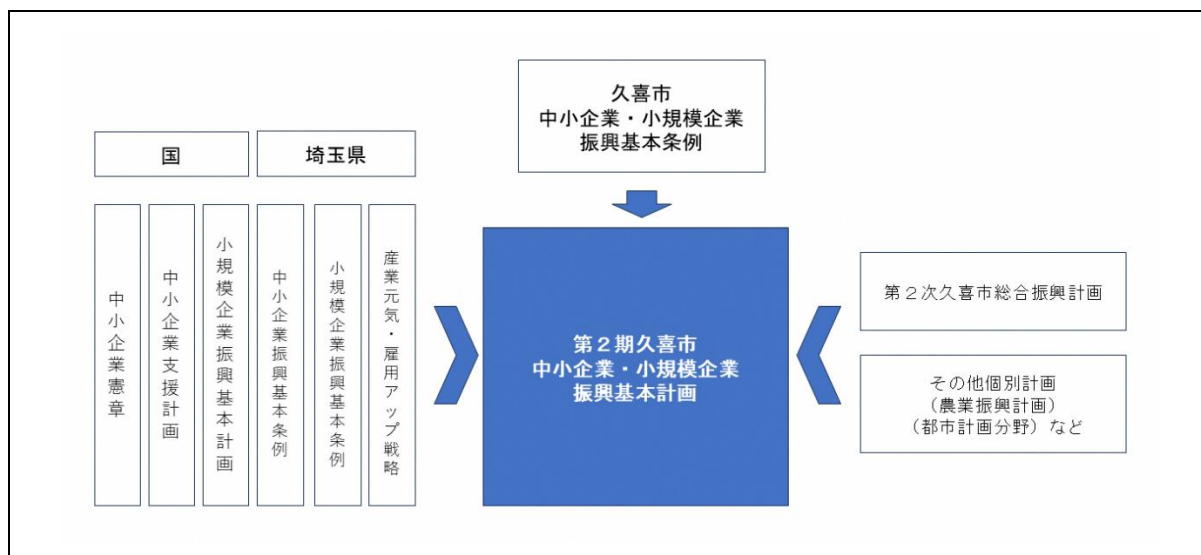 久喜市
中小企業・小規模企業
振興基本条例
国
埼玉県
中小企業憲章
中小企業支援計画
小規模企業振興基本計画
中小企業振興基本条例
小規模企業振興基本条例
産業元気・雇用アップ戦略
第２期久喜市
中小企業・小規模企業
振興基本計画
第２次久喜市総合振興計画
その他個別計画
（農業振興計画）
（都市計画分野）など